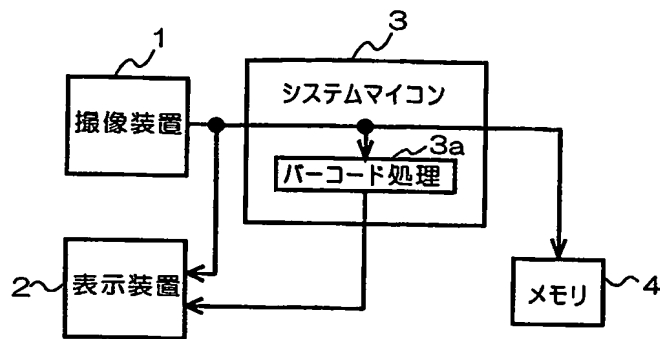 1
撮像装置
3
システムマイコン
3a
バーコード処理
2
表示装置
メモリ
4